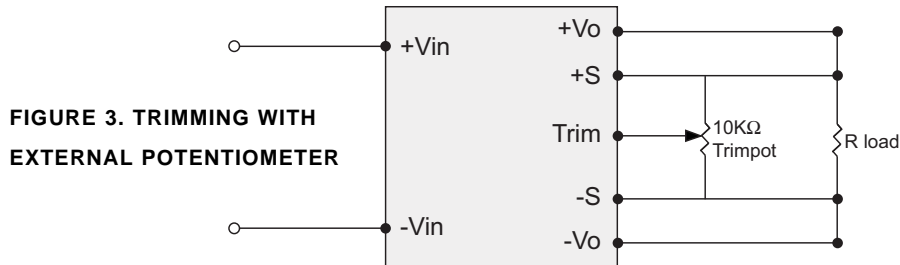 +Vo
+Vin
+S
FIGURE 3. TRIMMING WITH
EXTERNAL POTENTIOMETER
Trim
10KΩ
Trimpot
R load
-S
-Vin
-Vo